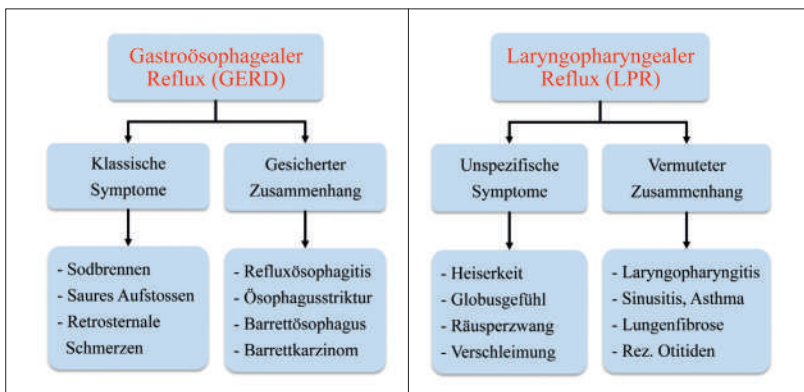 Gastroösophagealer
Reflux (GERD)
Klassische
Symptome
Gesicherter
Zusammenhang
- Sodbrennen
- Saures Aufstossen
- Retrosternale
Schmerzen
- Refluxösophagitis
- Ösophagusstriktur
- Barrettösophagus
- Barrettkarzinom
Laryngopharyngealer
Reflux (LPR)
Unspezifische
Symptome
Vermuteter
Zusammenhang
- Heiserkeit
- Globusgefühl
- Räusperzwang
- Verschleimung
- Laryngopharyngitis
- Sinusitis, Asthma
- Lungenfibrose
- Rez. Otitiden